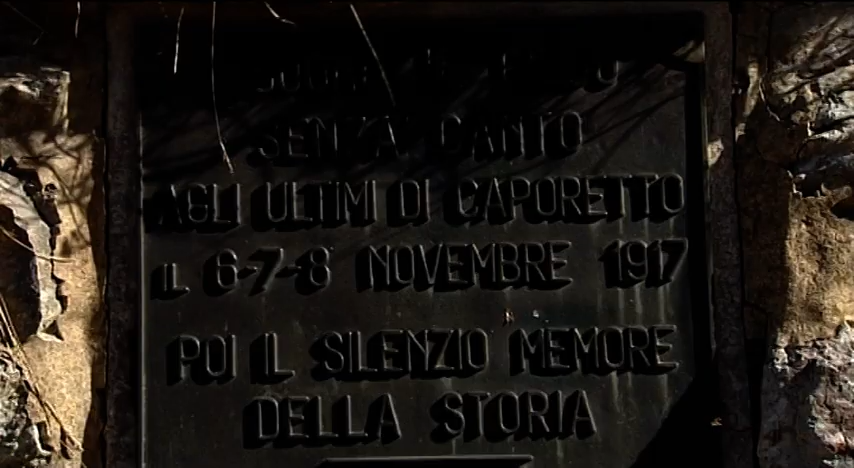 SENZA CANTO
AGLI ULTIMI DI CAPORETTO
IL 6-7-8 NOVEMBRE 1917
POI IL SILENZIO MEMORE
DELLA STORIA